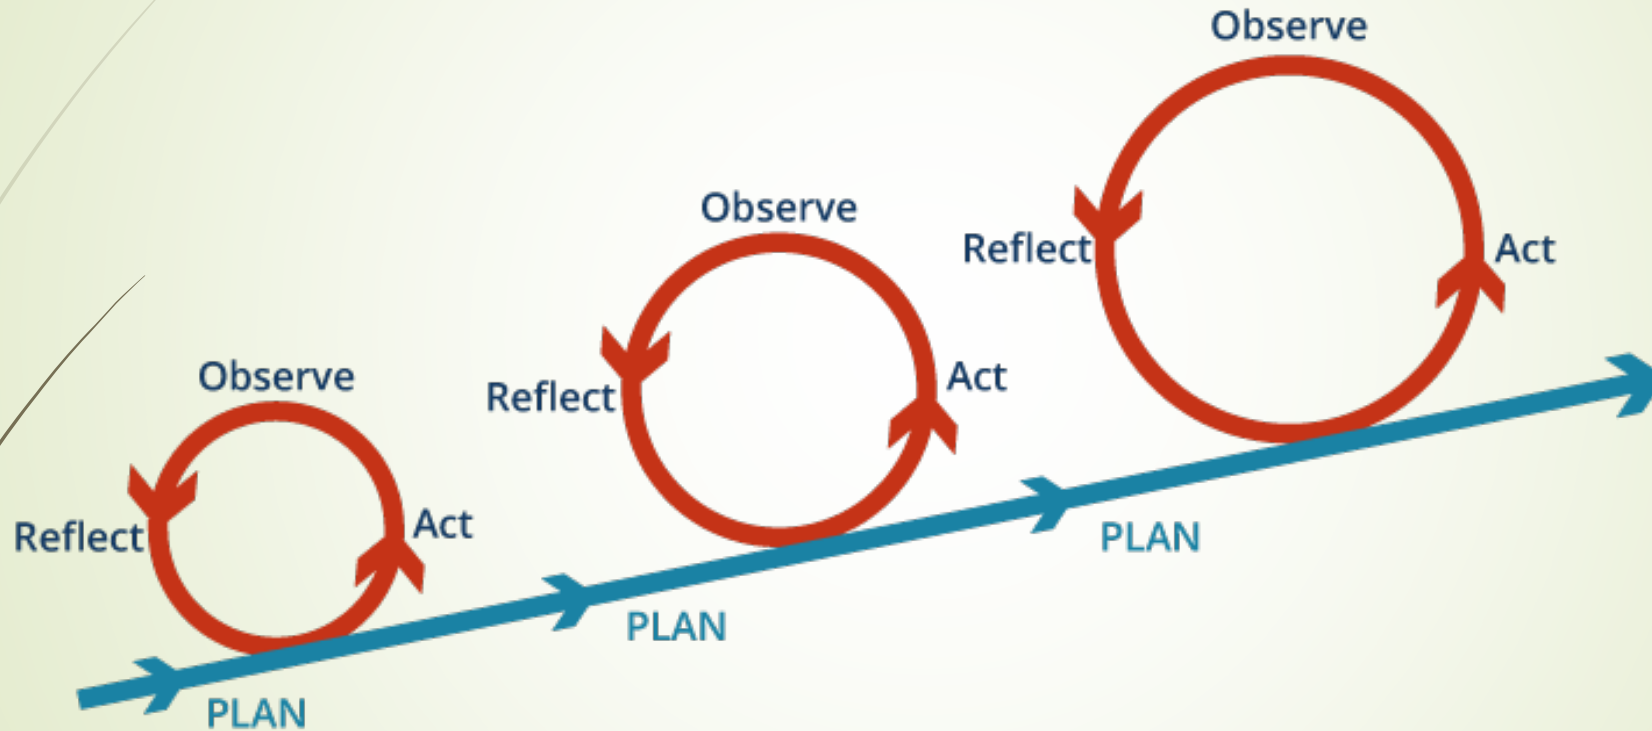 Observe
Reflect
Act
PLAN
Observe
Reflect
Act
PLAN
Observe
Reflect
Act
PLAN